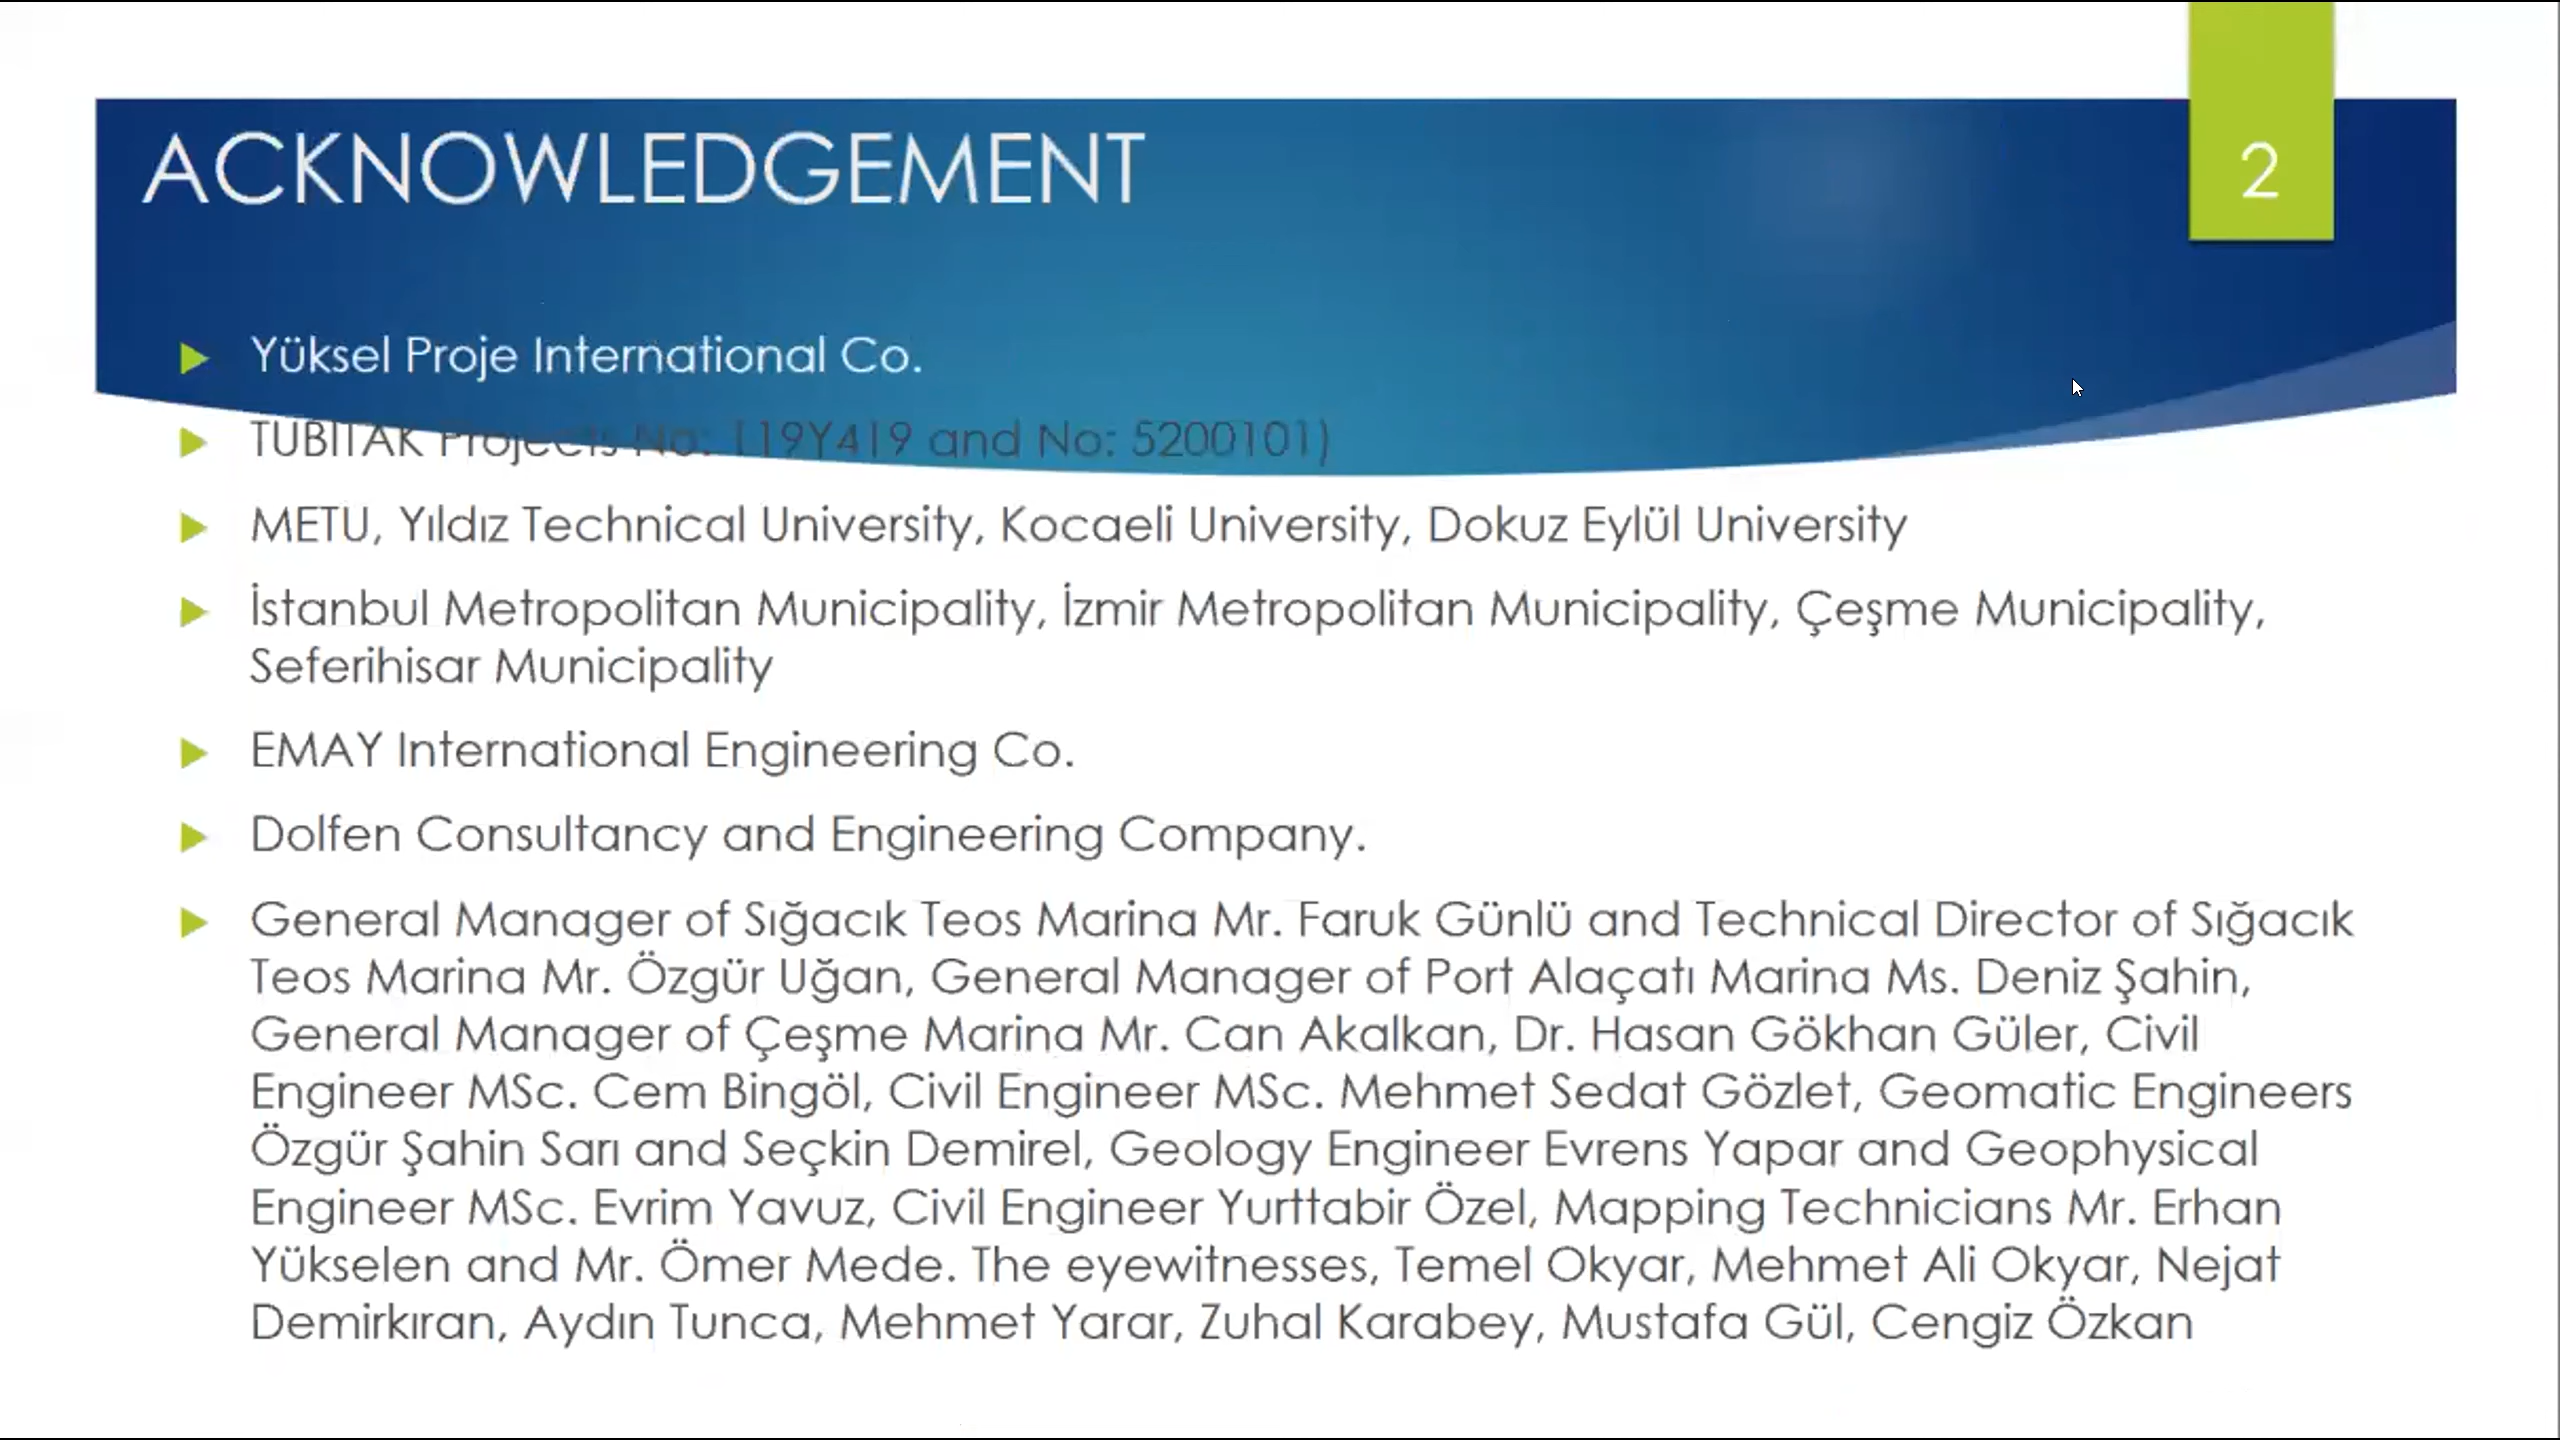 ACKNOWLEDGEMENT
2
Yüksel Proje International Co.
TUBITAK Projects No: 119Y419 and No: 5200101)
METU, Yıldız Technical University, Kocaeli University, Dokuz Eylül University
İstanbul Metropolitan Municipality, İzmir Metropolitan Municipality, Çeşme Municipality,
Seferihisar Municipality
EMAY International Engineering Co.
Dolfen Consultancy and Engineering Company.
General Manager of Sığacık Teos Marina Mr. Faruk Günlü and Technical Director of Sığacık
Teos Marina Mr. Özgür Uğan, General Manager of Port Alaçatı Marina Ms. Deniz Şahin,
General Manager of Çeşme Marina Mr. Can Akalkan, Dr. Hasan Gökhan Güler, Civil
Engineer MSc. Cem Bingöl, Civil Engineer MSc. Mehmet Sedat Gözlet, Geomatic Engineers
Özgür Şahin Sarı and Seçkin Demirel, Geology Engineer Evrens Yapar and Geophysical
Engineer MSc. Evrim Yavuz, Civil Engineer Yurttabir Özel, Mapping Technicians Mr. Erhan
Yükselen and Mr. Ömer Mede. The eyewitnesses, Temel Okyar, Mehmet Ali Okyar, Nejat
Demirkıran, Aydın Tunca, Mehmet Yarar, Zuhal Karabey, Mustafa Gül, Cengiz Özkan